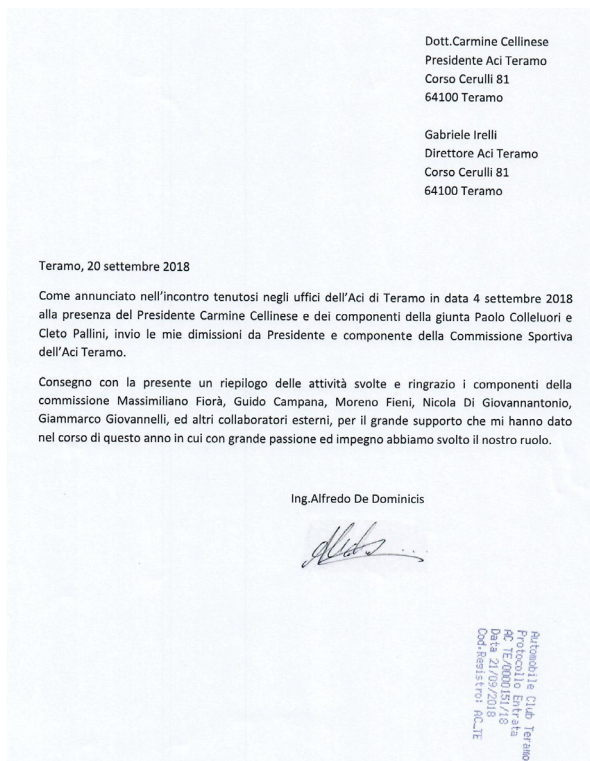 Dott.Carmine Cellinese
Presidente Aci Teramo
Corso Cerulli 81
64100 Teramo
Gabriele Irelli
Direttore Aci Teramo
Corso Cerulli 81
64100 Teramo
Teramo, 20 settembre 2018
Come annunciato nell'incontro tenutosi negli uffici dell'Aci di Teramo in data 4 settembre 2018
alla presenza del Presidente Carmine Cellinese e dei componenti della giunta Paolo Colleluori e
Cleto Pallini, invio le mie dimissioni da Presidente e componente della Commissione Sportiva
dell'Aci Teramo.
Consegno con la presente un riepilogo delle attività svolte e ringrazio i componenti della
commissione Massimiliano Fiorà, Guido Campana, Moreno Fieni, Nicola Di Giovannantonio,
Giammarco Giovannelli, ed altri collaboratori esterni, per il grande supporto che mi hanno dato
nel corso di questo anno in cui con grande passione ed impegno abbiamo svolto il nostro ruolo.
Ing.Alfredo De Dominicis
Automobile Club Teramo
Protocollo Entrata
AC TE/0000151/18
Data 21/09/2018
Cod.Registro: AC_TE